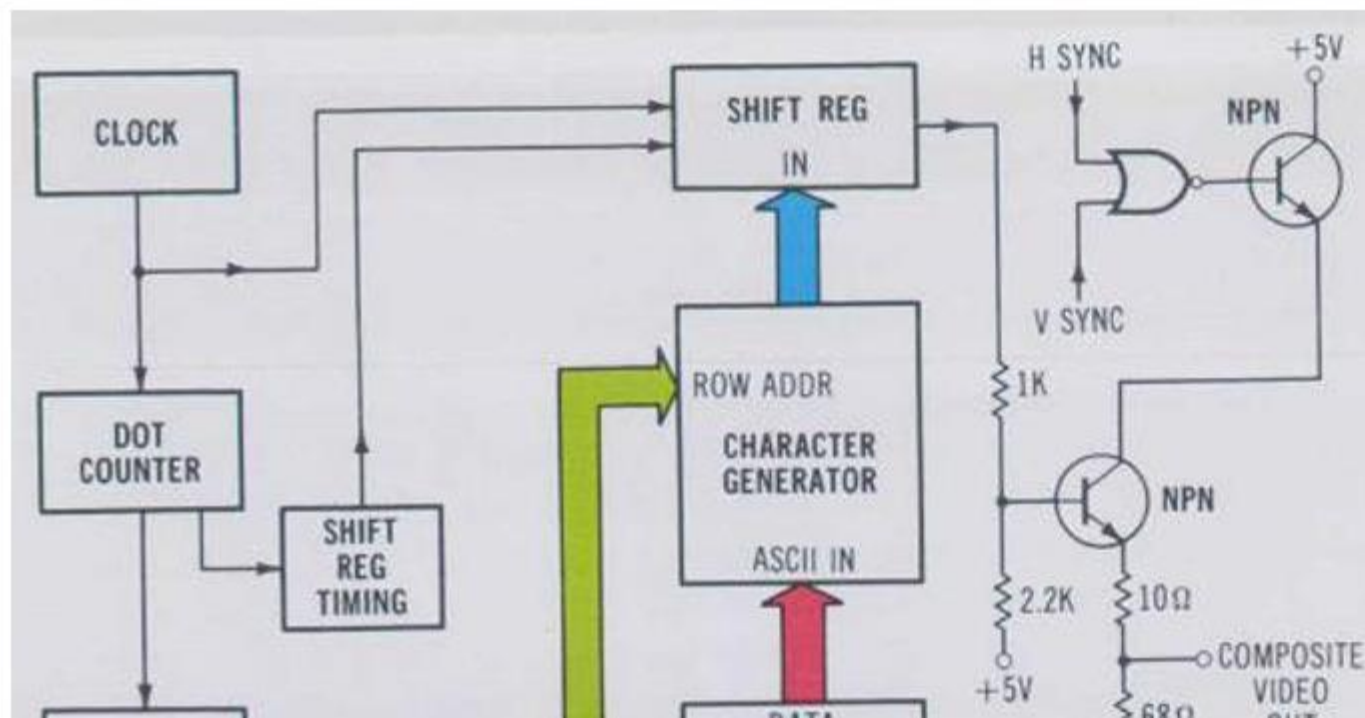 H SYNC
+5V
CLOCK
SHIFT REG
IN
NPN
V SYNC
ROW ADDR
1K
DOT
COUNTER
CHARACTER
GENERATOR
NPN
SHIFT
REG
TIMING
ASCII IN
2.2K
10Ω
+5V
COMPOSITE
VIDEO
68Ω